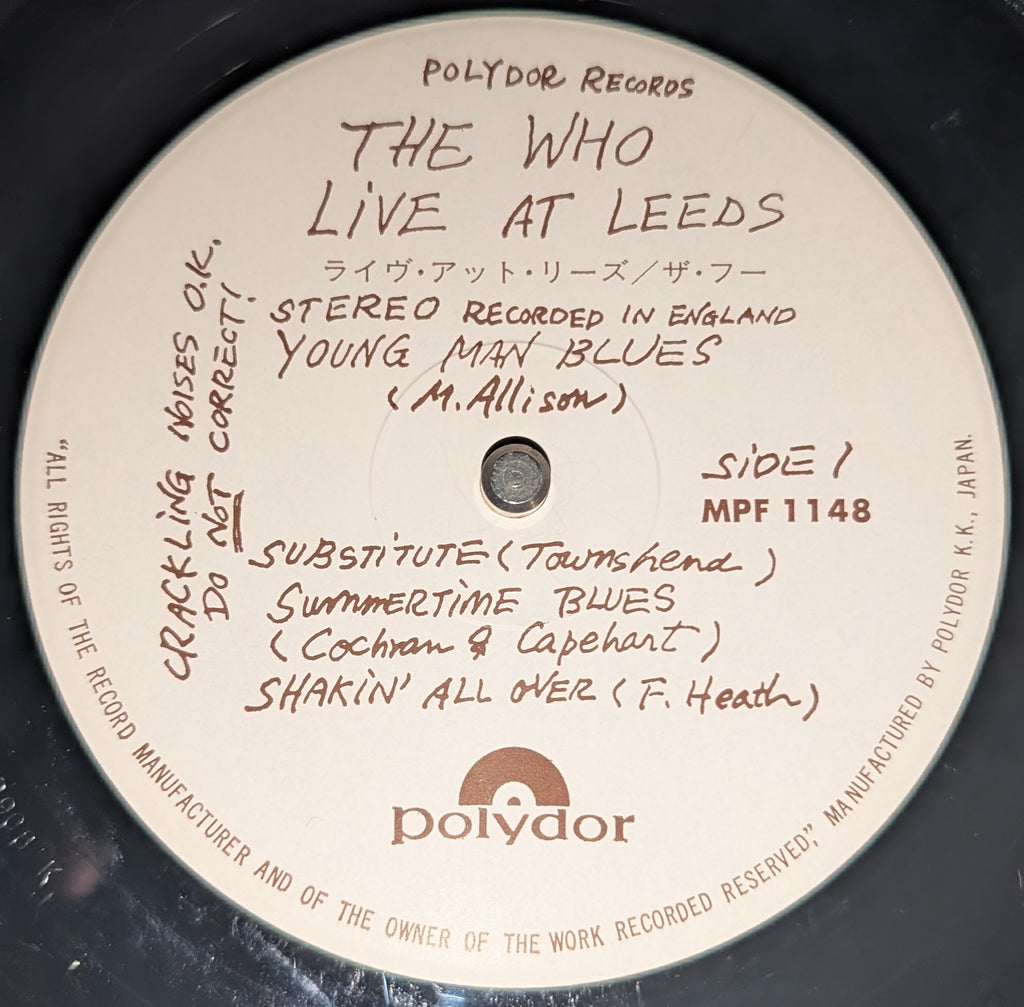 POLYDOR RECORDS
THE WHO
LiVE AT LEEDS
ライヴ・アット・リーズ／ザ・フー
STEREO RECORDED IN ENGLAND
YOUNG MAN BLUES
(M. Allison)
CRACKLING NOISES O.K.
DO NOT CORRECT!
SiDE 1
MPF 1148
SUBSTiTUTE (Townshend)
SUMMERTiME BLUES
(Cochran & Capehart)
SHAKiN' ALL OVER (F. Heath)
polydor
“ALL RIGHTS OF THE RECORD MANUFACTURER AND OF THE OWNER OF THE WORK RECORDED RESERVED,” MANUFACTURED BY POLYDOR K.K., JAPAN.